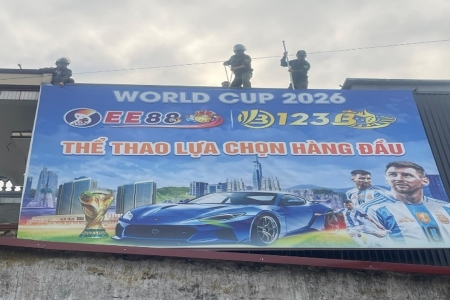 WORLD CUP 2026
EE88 123B
THỂ THAO LỰA CHỌN HÀNG ĐẦU